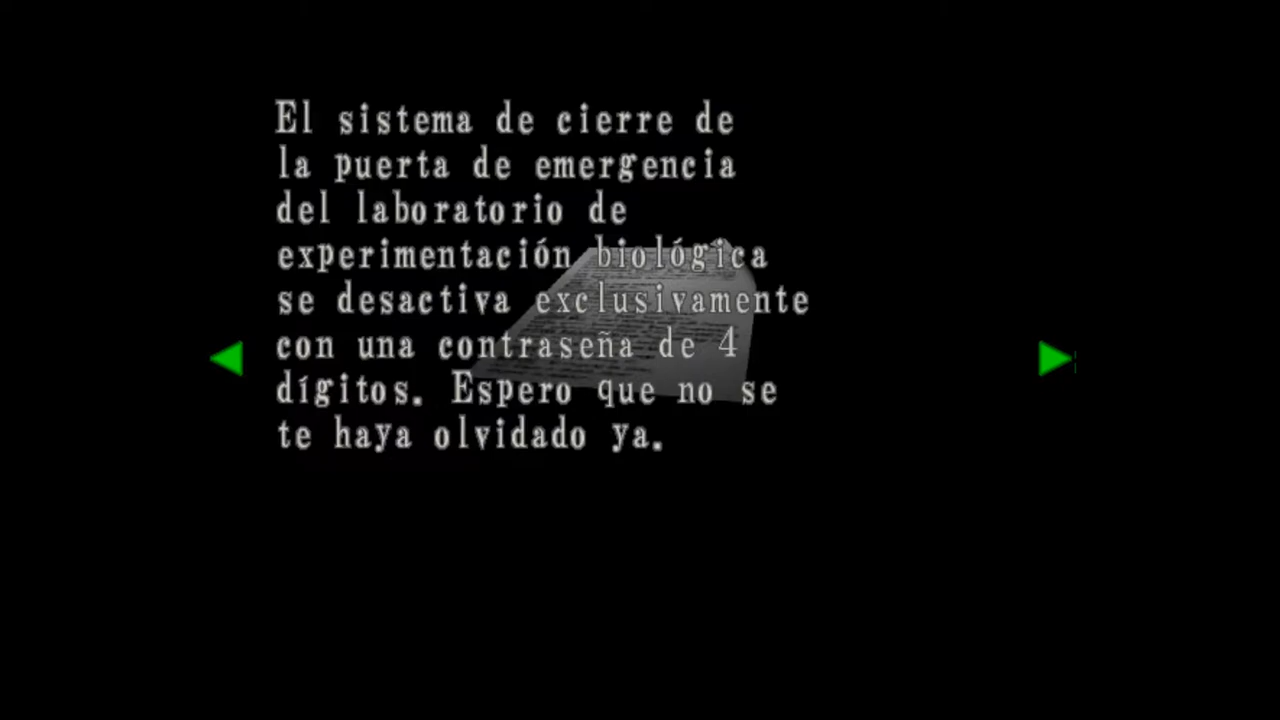 El sistema de cierre de
la puerta de emergencia
del laboratorio de
experimentación biológica
se desactiva exclusivamente
con una contraseña de 4
dígitos. Espero que no se
te haya olvidado ya.